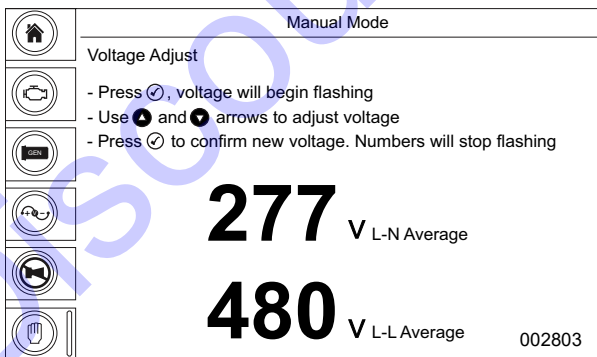 Manual Mode
Voltage Adjust
- Press ✓, voltage will begin flashing
- Use ▲ and ▼ arrows to adjust voltage
- Press ✓ to confirm new voltage. Numbers will stop flashing
GEN
277 V L-N Average
480 V L-L Average
002803